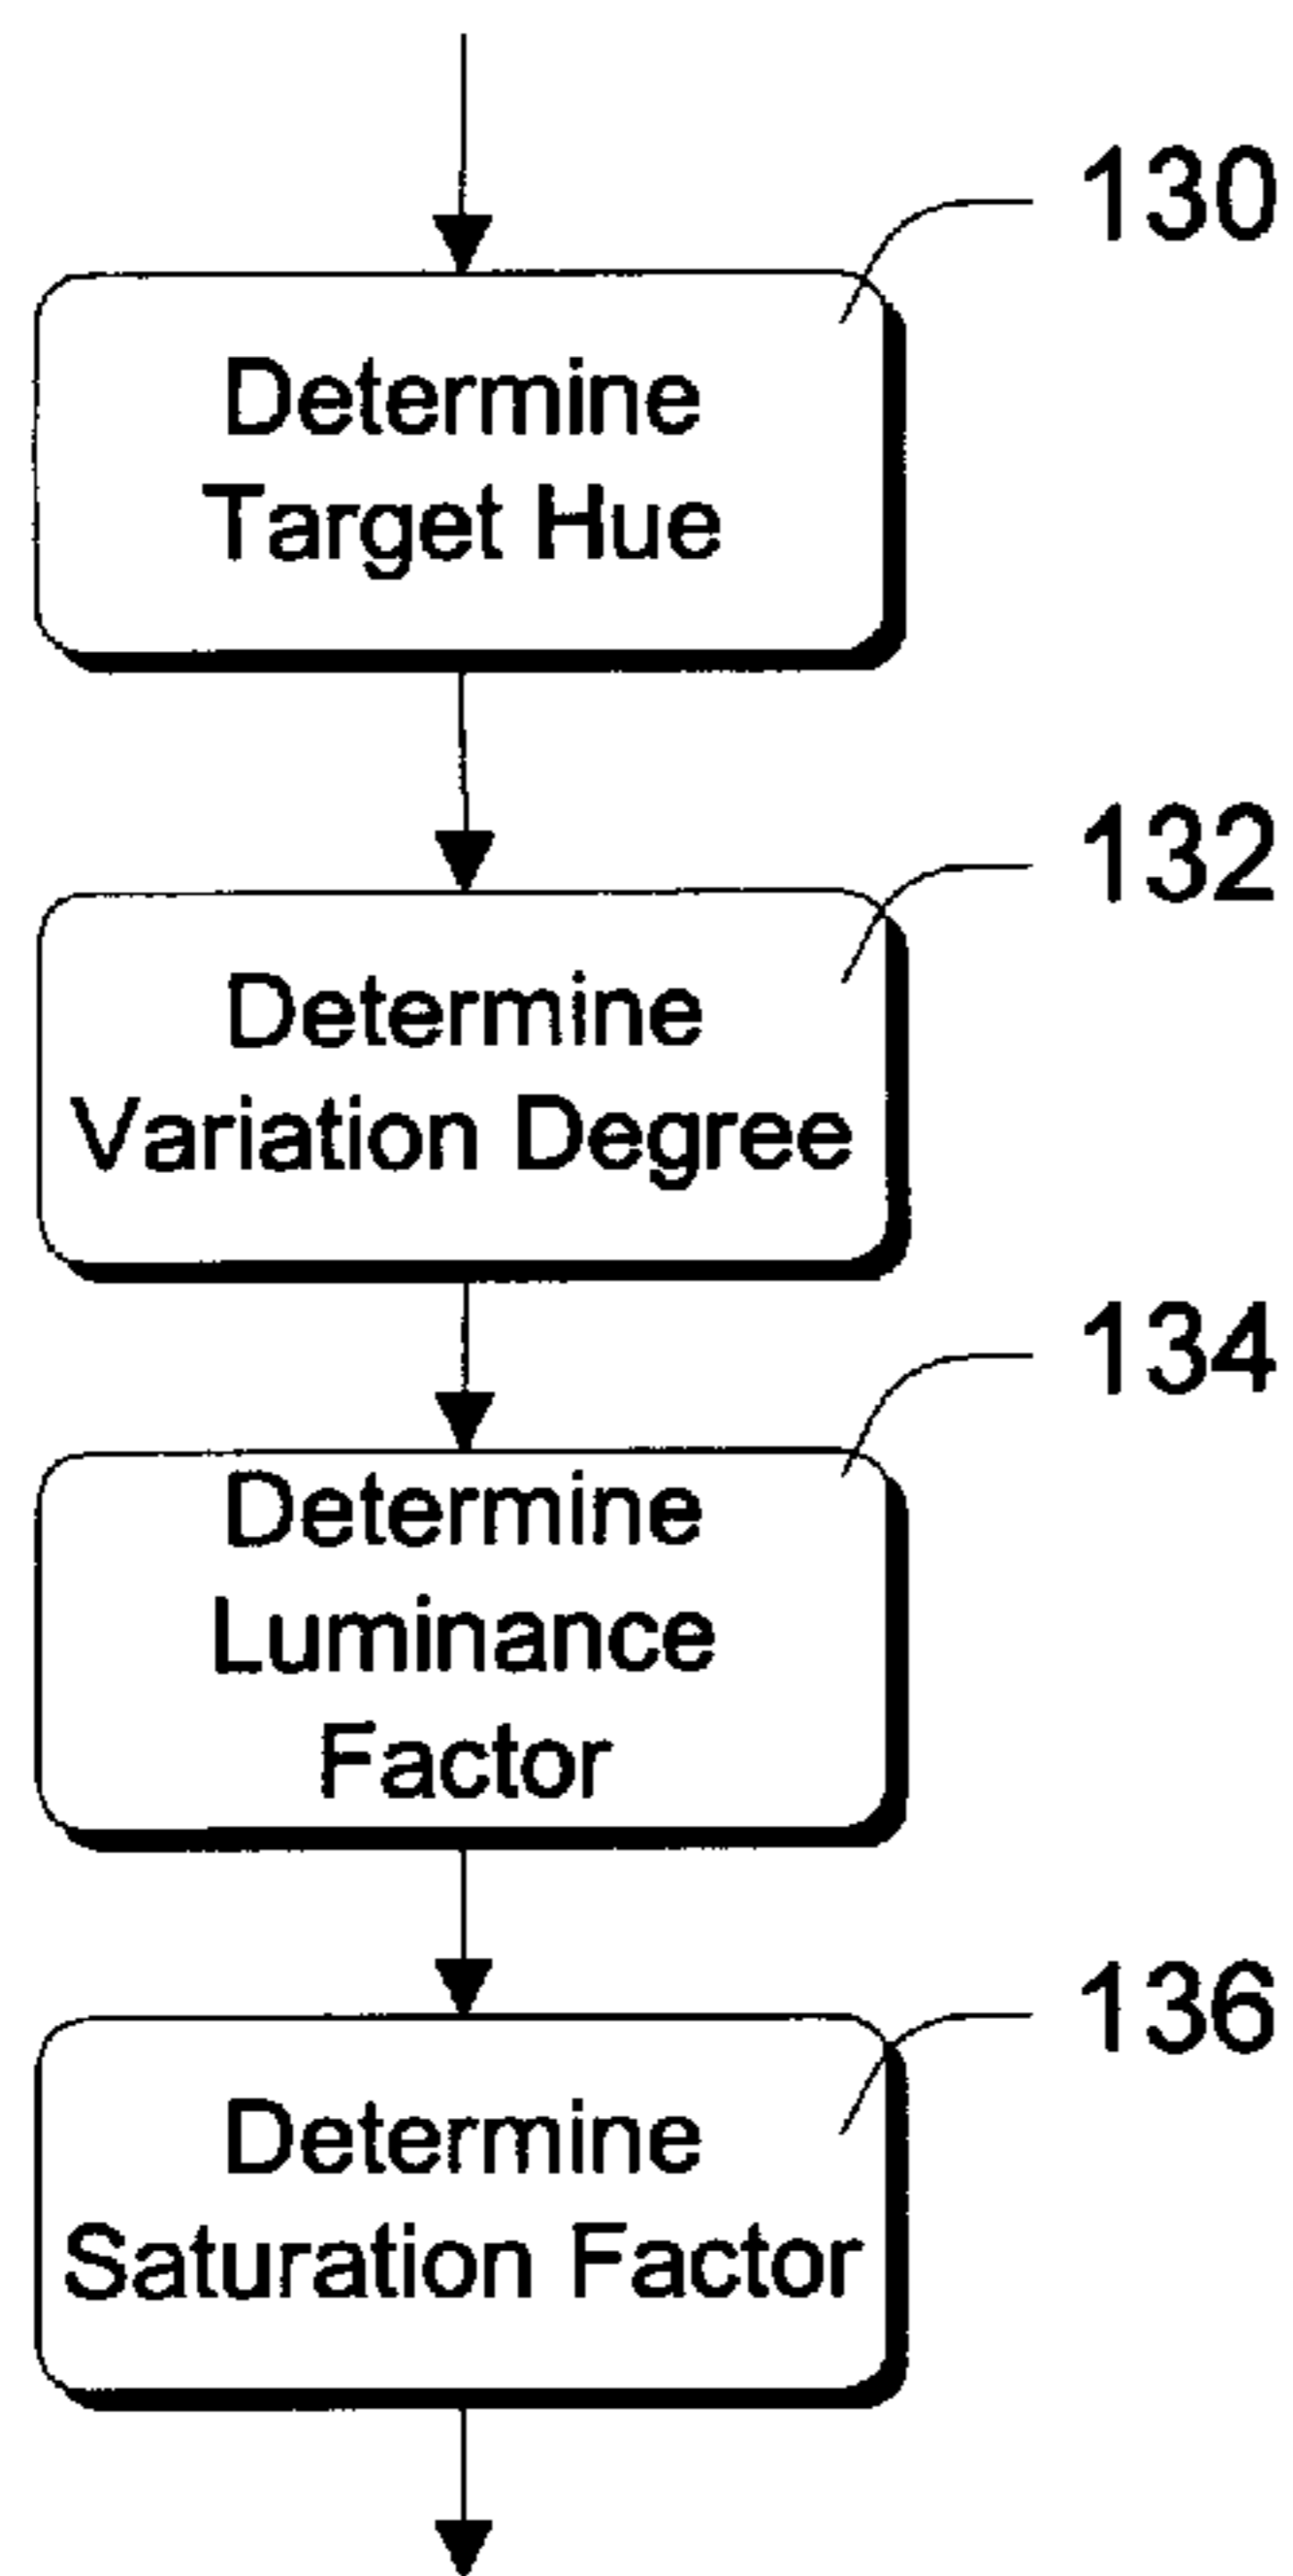 130
Determine
Target Hue
132
Determine
Variation Degree
134
Determine
Luminance
Factor
136
Determine
Saturation Factor